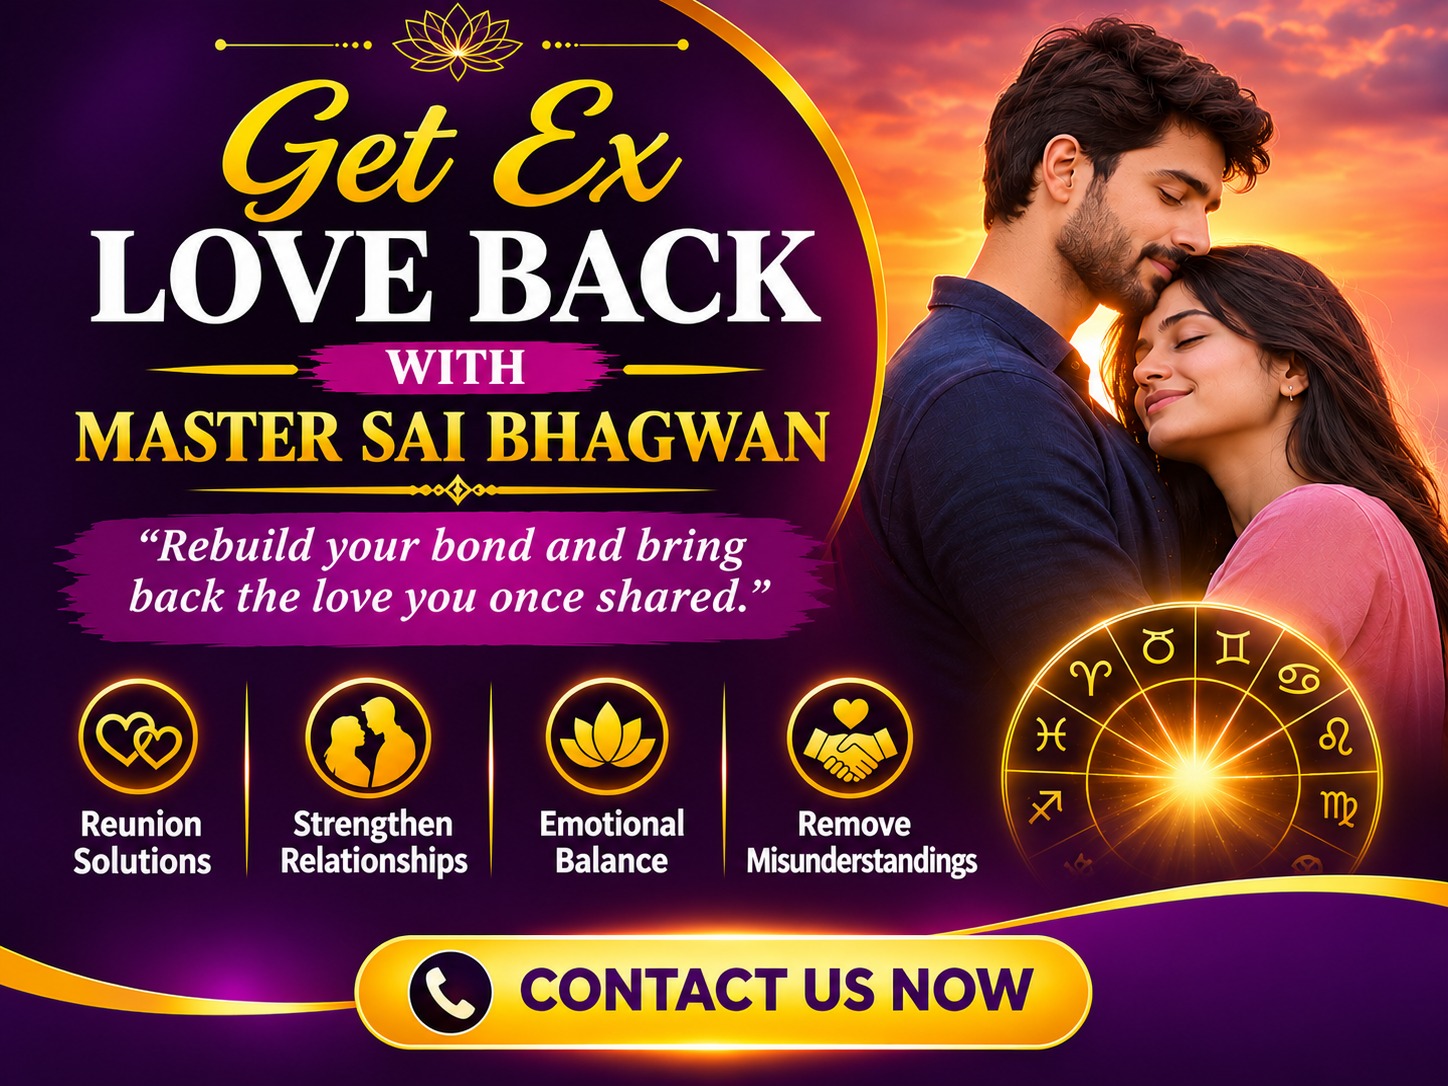 Get Ex
LOVE BACK
WITH
MASTER SAI BHAGWAN
“Rebuild your bond and bring
back the love you once shared.”
Reunion
Solutions
Strengthen
Relationships
Emotional
Balance
Remove
Misunderstandings
CONTACT US NOW